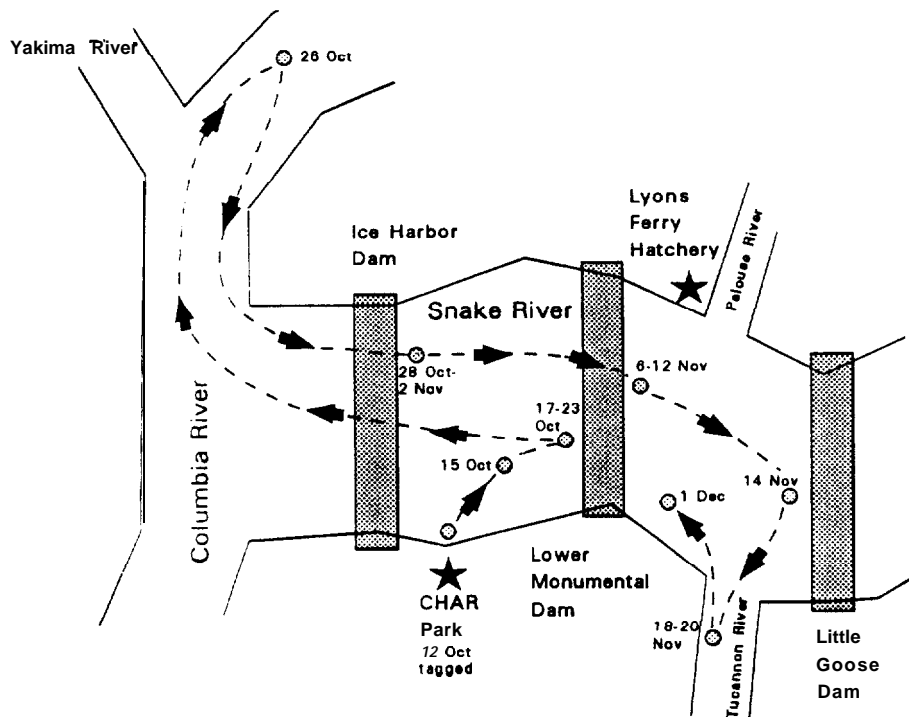 Yakima River
26 Oct
Lyons
Ferry
Hatchery
Palouse River
Ice Harbor
Dam
Snake River
28 Oct-
2 Nov
6-12 Nov
17-23
Oct
15 Oct
14 Nov
1 Dec
Columbia River
Lower
Monumental
Dam
CHAR
Park
12 Oct
tagged
18-20
Nov
Tucannon River
Little
Goose
Dam